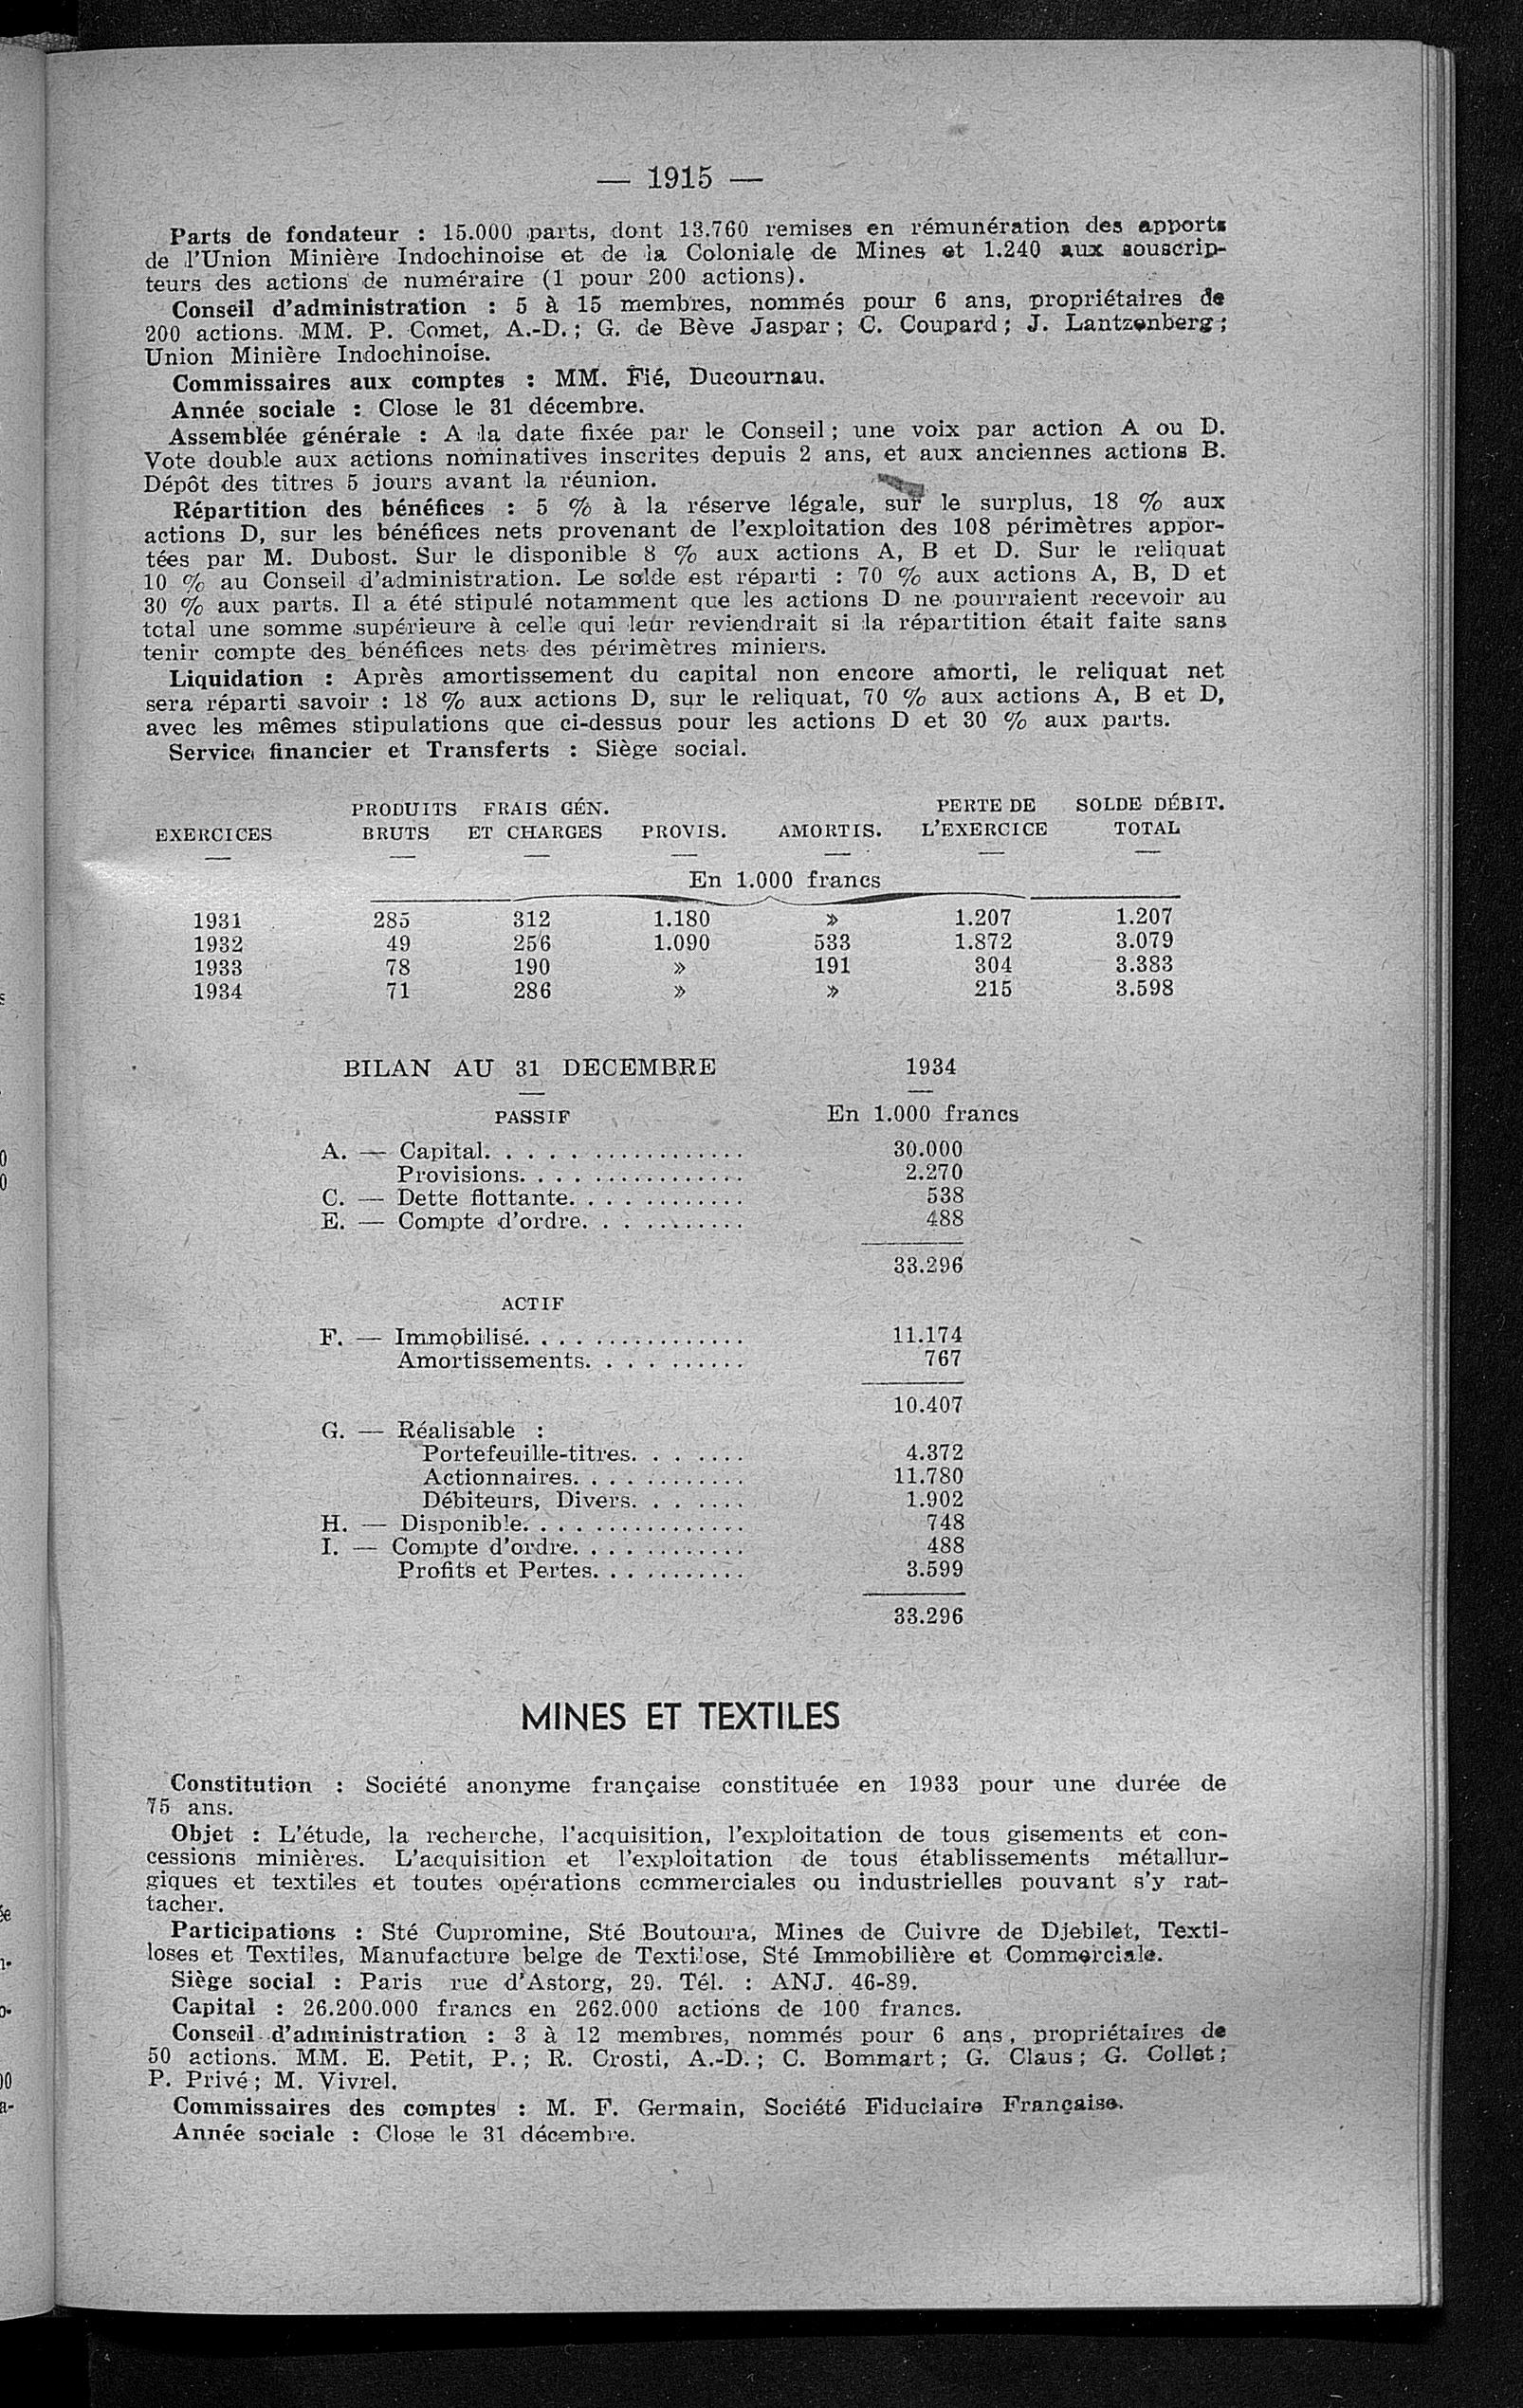 — 1915 —
Parts de fondateur : 15.000 parts, dont 13.760 remises en rémunération des apports
de l'Union Minière Indochinoise et de la Coloniale de Mines et 1.240 aux souscrip-
teurs des actions de numéraire (1 pour 200 actions).
Conseil d'administration : 5 à 15 membres, nommés pour 6 ans, propriétaires de
200 actions. MM. P. Comet, A.-D.; G. de Bève Jaspar; C. Coupard; J. Lantzenberg;
Union Minière Indochinoise.
Commissaires aux comptes : MM. Fié, Ducournau.
Année sociale : Close le 31 décembre.
Assemblée générale : A la date fixée par le Conseil; une voix par action A ou D.
Vote double aux actions nominatives inscrites depuis 2 ans, et aux anciennes actions B.
Dépôt des titres 5 jours avant la réunion.
Répartition des bénéfices : 5 % à la réserve légale, sur le surplus, 18 % aux
actions D, sur les bénéfices nets provenant de l'exploitation des 108 périmètres appor-
tées par M. Dubost. Sur le disponible 8 % aux actions A, B et D. Sur le reliquat
10 % au Conseil d'administration. Le solde est réparti : 70 % aux actions A, B, D et
30 % aux parts. Il a été stipulé notamment que les actions D ne pourraient recevoir au
total une somme supérieure à celle qui leur reviendrait si la répartition était faite sans
tenir compte des bénéfices nets des périmètres miniers.
Liquidation : Après amortissement du capital non encore amorti, le reliquat net
sera réparti savoir : 18 % aux actions D, sur le reliquat, 70 % aux actions A, B et D,
avec les mêmes stipulations que ci-dessus pour les actions D et 30 % aux parts.
Service financier et Transferts : Siège social.
PRODUITS FRAIS GÉN. PERTE DE SOLDE DÉBIT.
EXERCICES BRUTS ET CHARGES PROVIS. AMORTIS. L'EXERCICE TOTAL
En 1.000 francs
1931 285 312 1.180 » 1.207 1.207
1932 49 256 1.090 533 1.872 3.079
1933 78 190 » 191 304 3.383
1934 71 286 » » 215 3.598
BILAN AU 31 DECEMBRE 1934
PASSIF En 1.000 francs
A. — Capital. . . . . . . . . . . . . . . . . 30.000
Provisions. . . . . . . . . . . . . . . 2.270
C. — Dette flottante. . . . . . . . . . . 538
E. — Compte d'ordre. . . . . . . . . . . 488
33.296
ACTIF
F. — Immobilisé. . . . . . . . . . . . . . . 11.174
Amortissements. . . . . . . . . . 767
10.407
G. — Réalisable :
Portefeuille-titres. . . . . . . 4.372
Actionnaires. . . . . . . . . . . 11.780
Débiteurs, Divers. . . . . . . 1.902
H. — Disponible. . . . . . . . . . . . . . . 748
I. — Compte d'ordre. . . . . . . . . . . . 488
Profits et Pertes. . . . . . . . . . . 3.599
33.296
MINES ET TEXTILES
Constitution : Société anonyme française constituée en 1933 pour une durée de
75 ans.
Objet : L'étude, la recherche, l'acquisition, l'exploitation de tous gisements et con-
cessions minières. L'acquisition et l'exploitation de tous établissements métallur-
giques et textiles et toutes opérations commerciales ou industrielles pouvant s'y rat-
tacher.
Participations : Sté Cupromine, Sté Boutoura, Mines de Cuivre de Djebilet, Texti-
loses et Textiles, Manufacture belge de Textilose, Sté Immobilière et Commerciale.
Siège social : Paris rue d'Astorg, 29. Tél. : ANJ. 46-89.
Capital : 26.200.000 francs en 262.000 actions de 100 francs.
Conseil d'administration : 3 à 12 membres, nommés pour 6 ans, propriétaires de
50 actions. MM. E. Petit, P.; R. Crosti, A.-D.; C. Bommart; G. Claus; G. Collet;
P. Privé; M. Vivrel.
Commissaires des comptes : M. F. Germain, Société Fiduciaire Française.
Année sociale : Close le 31 décembre.